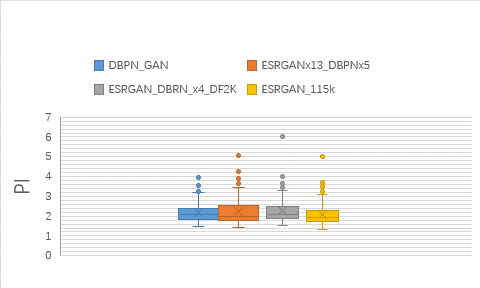 DBPN_GAN
ESRGANx13_DBPNx5
ESRGAN_DBRN_x4_DF2K
ESRGAN_115k
PI
7
6
5
4
3
2
1
0